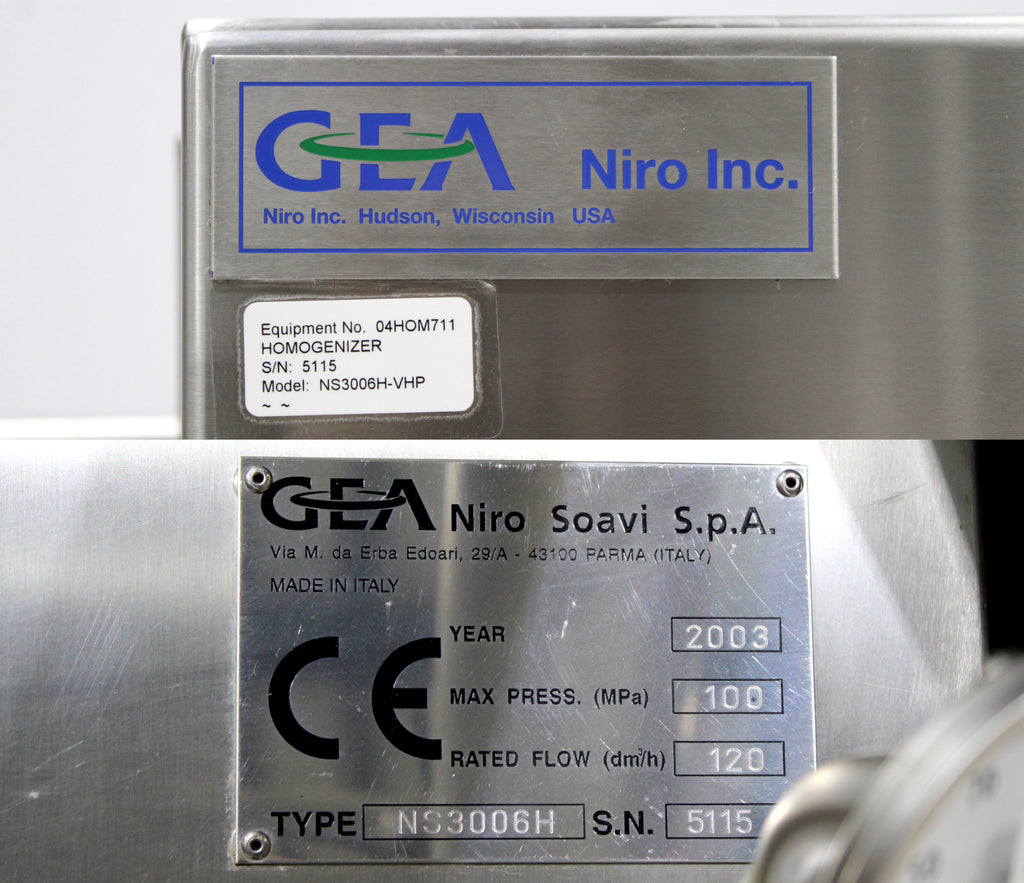 GEA Niro Inc.
Niro Inc. Hudson, Wisconsin USA
Equipment No. 04HOM711
HOMOGENIZER
S/N: 5115
Model: NS3006H-VHP
~ ~
GEA Niro Soavi S.p.A.
Via M. da Erba Edoari, 29/A - 43100 PARMA (ITALY)
MADE IN ITALY
CE
YEAR 2003
MAX PRESS. (MPa) 100
RATED FLOW (dm³/h) 120
TYPE NS3006H S.N. 5115